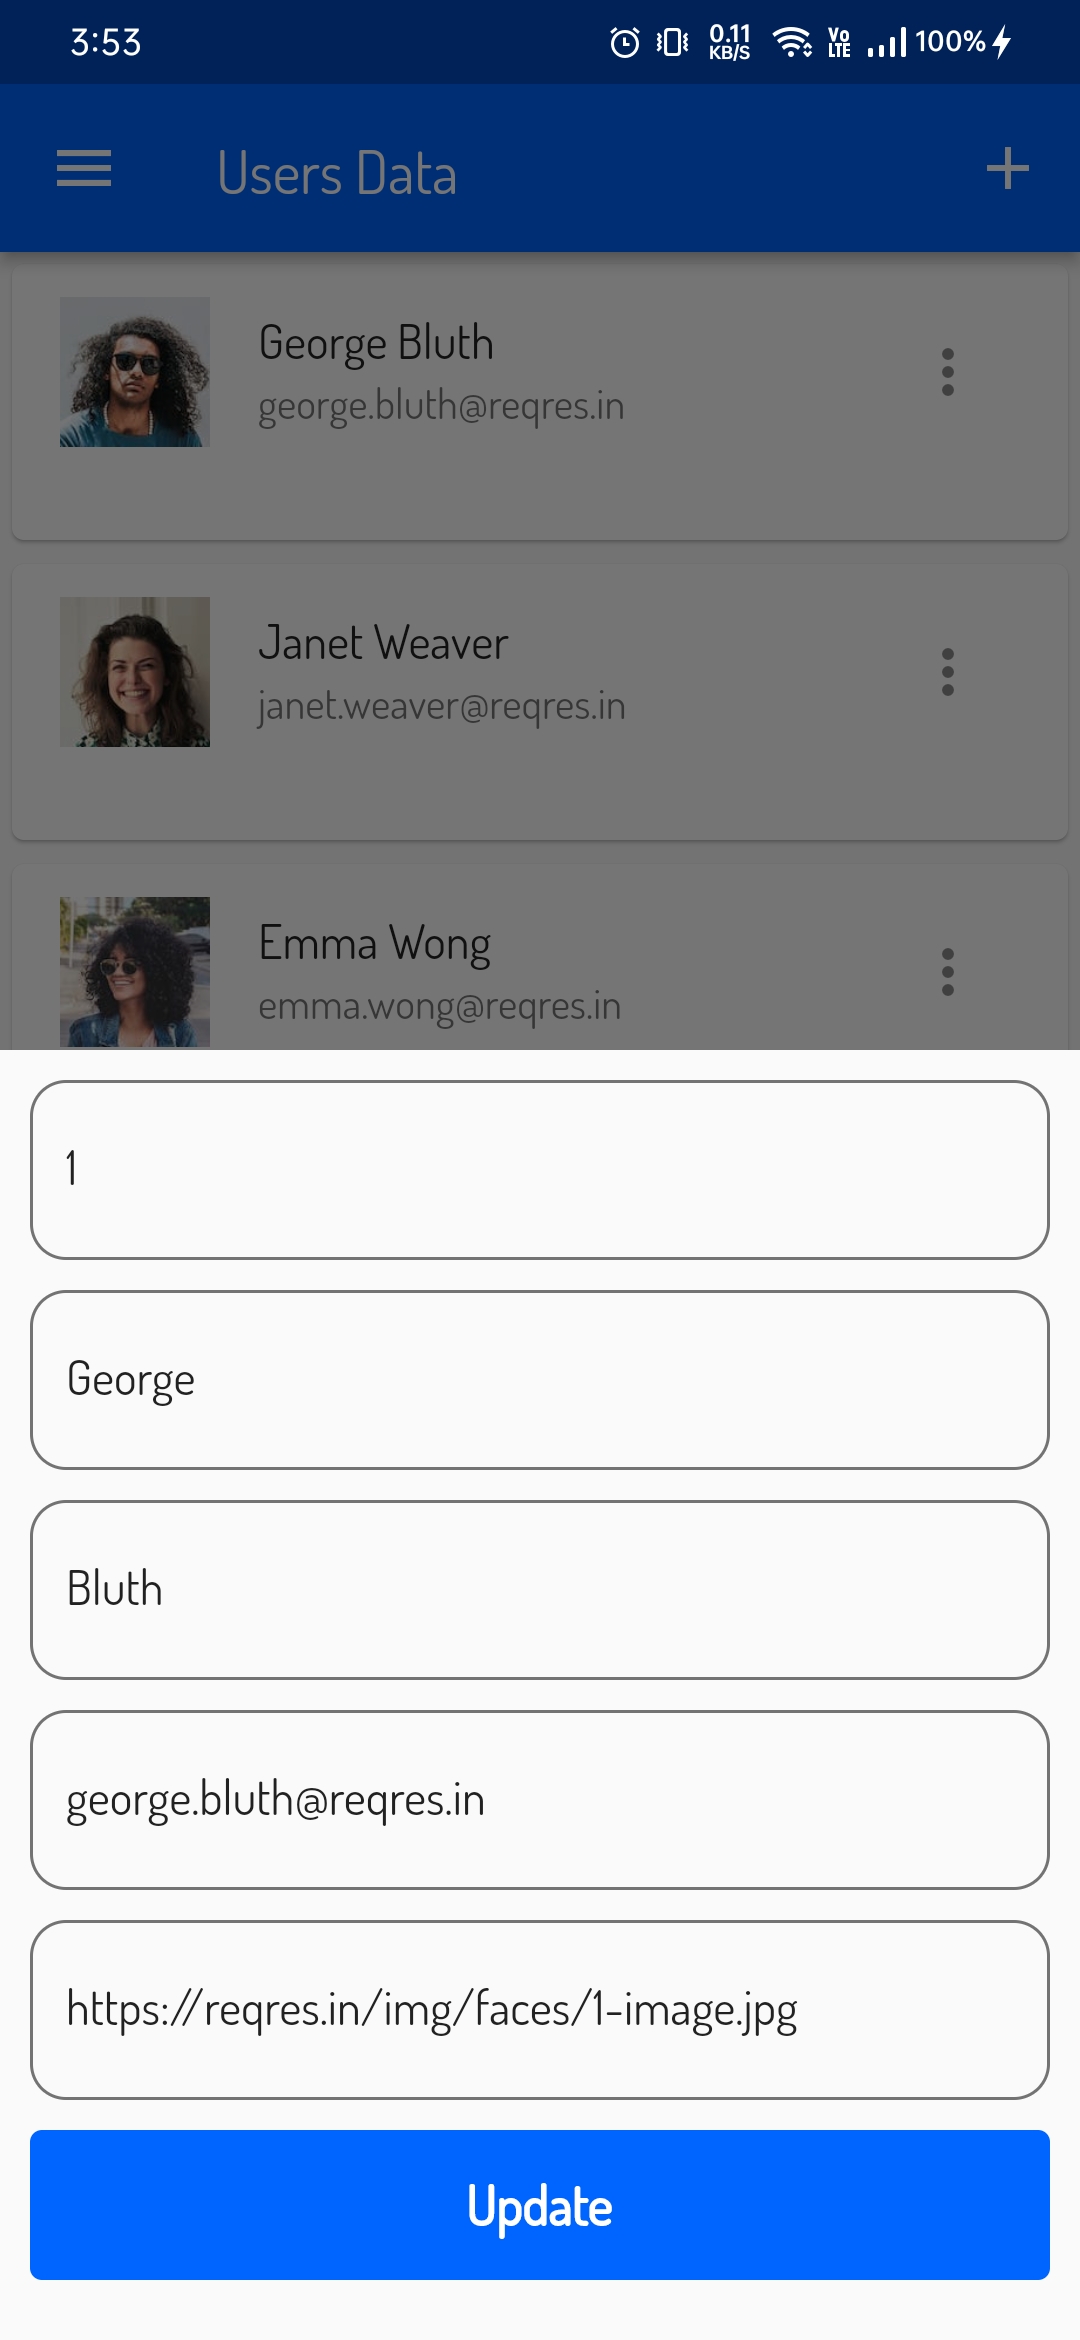 3:53 0.11 KB/S Vo LTE 100%
Users Data
George Bluth
george.bluth@reqres.in
Janet Weaver
janet.weaver@reqres.in
Emma Wong
emma.wong@reqres.in
1
George
Bluth
george.bluth@reqres.in
https://reqres.in/img/faces/1-image.jpg
Update